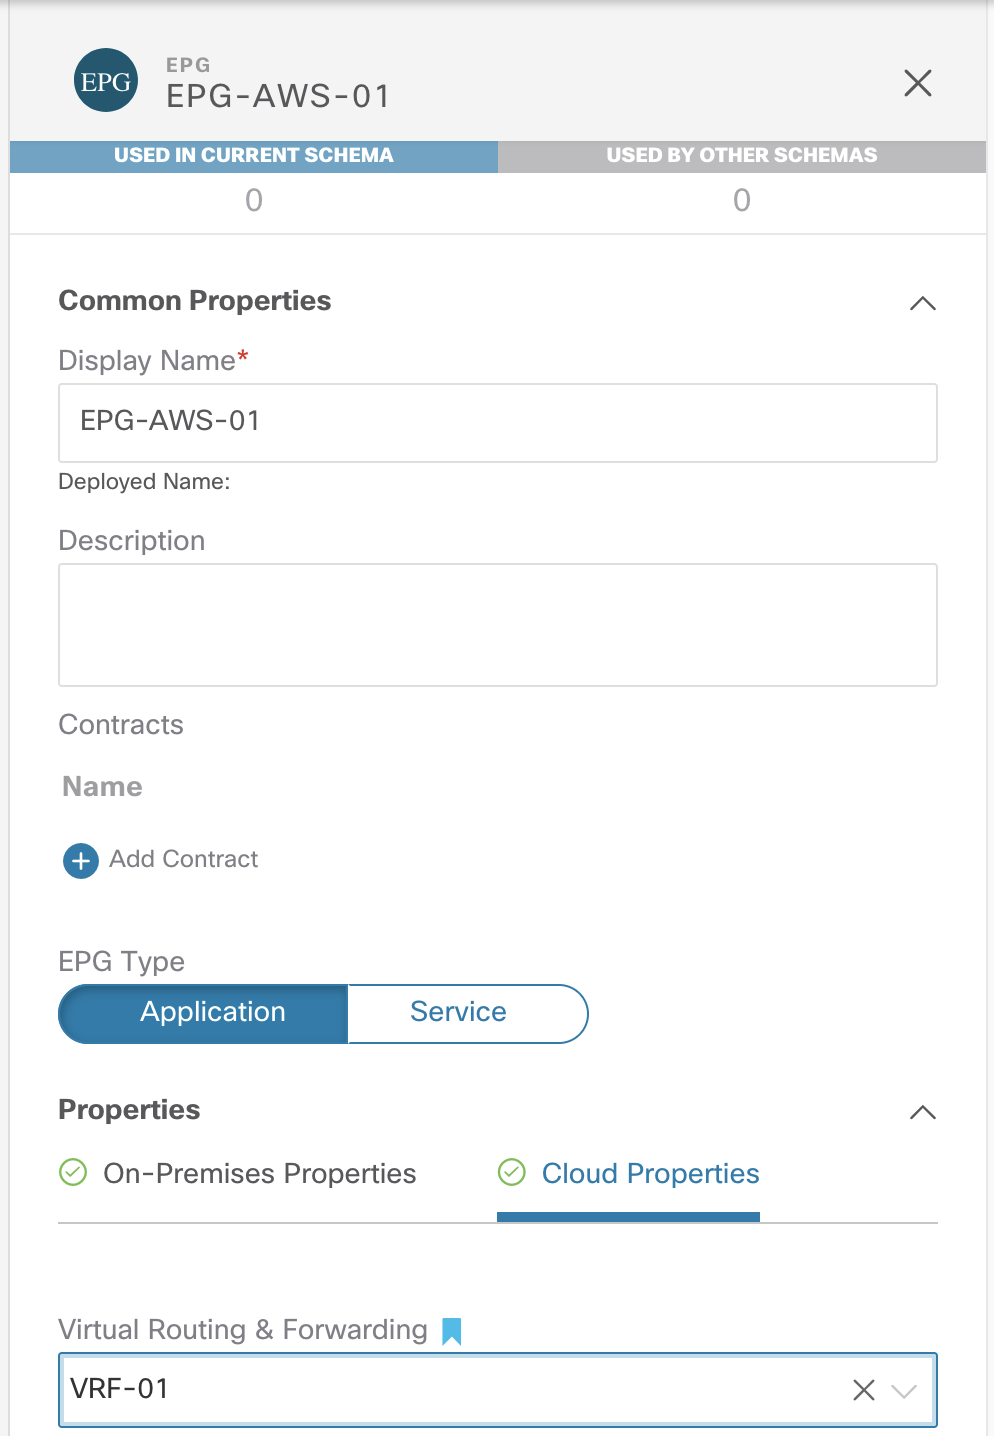 EPG
EPG
EPG-AWS-01
USED IN CURRENT SCHEMA
USED BY OTHER SCHEMAS
0
0
Common Properties
Display Name*
EPG-AWS-01
Deployed Name:
Description
Contracts
Name
Add Contract
EPG Type
Application
Service
Properties
On-Premises Properties
Cloud Properties
Virtual Routing & Forwarding
VRF-01